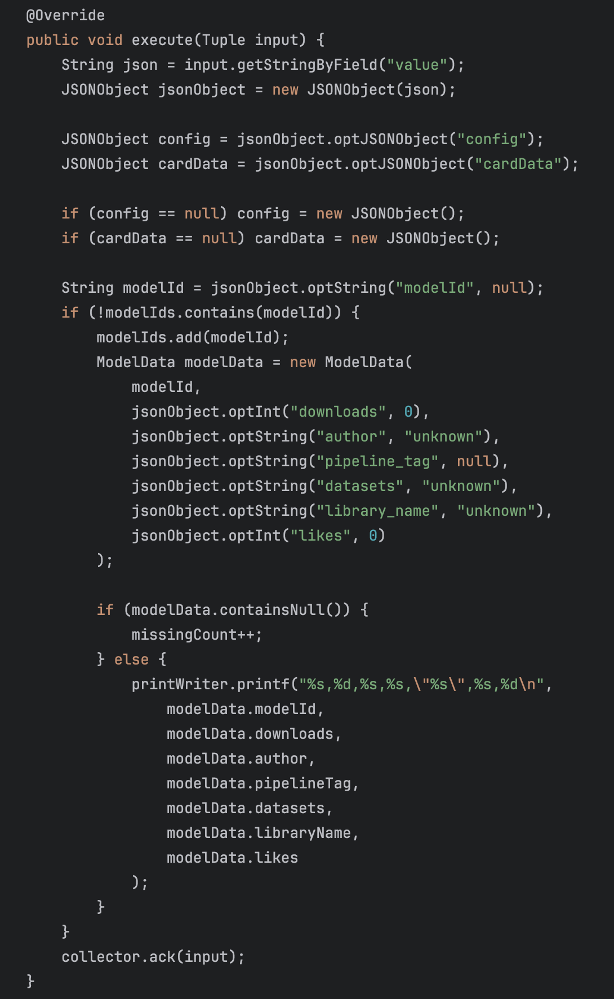 @Override
public void execute(Tuple input) {
    String json = input.getStringByField("value");
    JSONObject jsonObject = new JSONObject(json);

    JSONObject config = jsonObject.optJSONObject("config");
    JSONObject cardData = jsonObject.optJSONObject("cardData");

    if (config == null) config = new JSONObject();
    if (cardData == null) cardData = new JSONObject();

    String modelId = jsonObject.optString("modelId", null);
    if (!modelIds.contains(modelId)) {
        modelIds.add(modelId);
        ModelData modelData = new ModelData(
            modelId,
            jsonObject.optInt("downloads", 0),
            jsonObject.optString("author", "unknown"),
            jsonObject.optString("pipeline_tag", null),
            jsonObject.optString("datasets", "unknown"),
            jsonObject.optString("library_name", "unknown"),
            jsonObject.optInt("likes", 0)
        );

        if (modelData.containsNull()) {
            missingCount++;
        } else {
            printWriter.printf("%s,%d,%s,%s,\"%s\",%s,%d\n",
                modelData.modelId,
                modelData.downloads,
                modelData.author,
                modelData.pipelineTag,
                modelData.datasets,
                modelData.libraryName,
                modelData.likes
            );
        }
    }
    collector.ack(input);
}